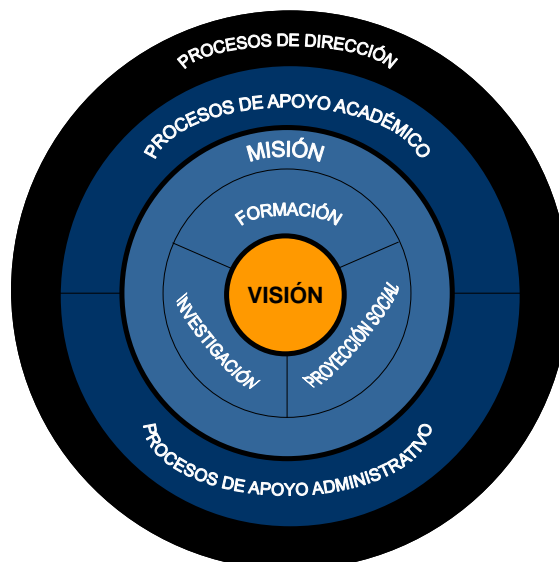 PROCESOS DE DIRECCIÓN
PROCESOS DE APOYO ACADÉMICO
MISIÓN
FORMACIÓN
VISIÓN
INVESTIGACIÓN
PROYECCIÓN SOCIAL
PROCESOS DE APOYO ADMINISTRATIVO